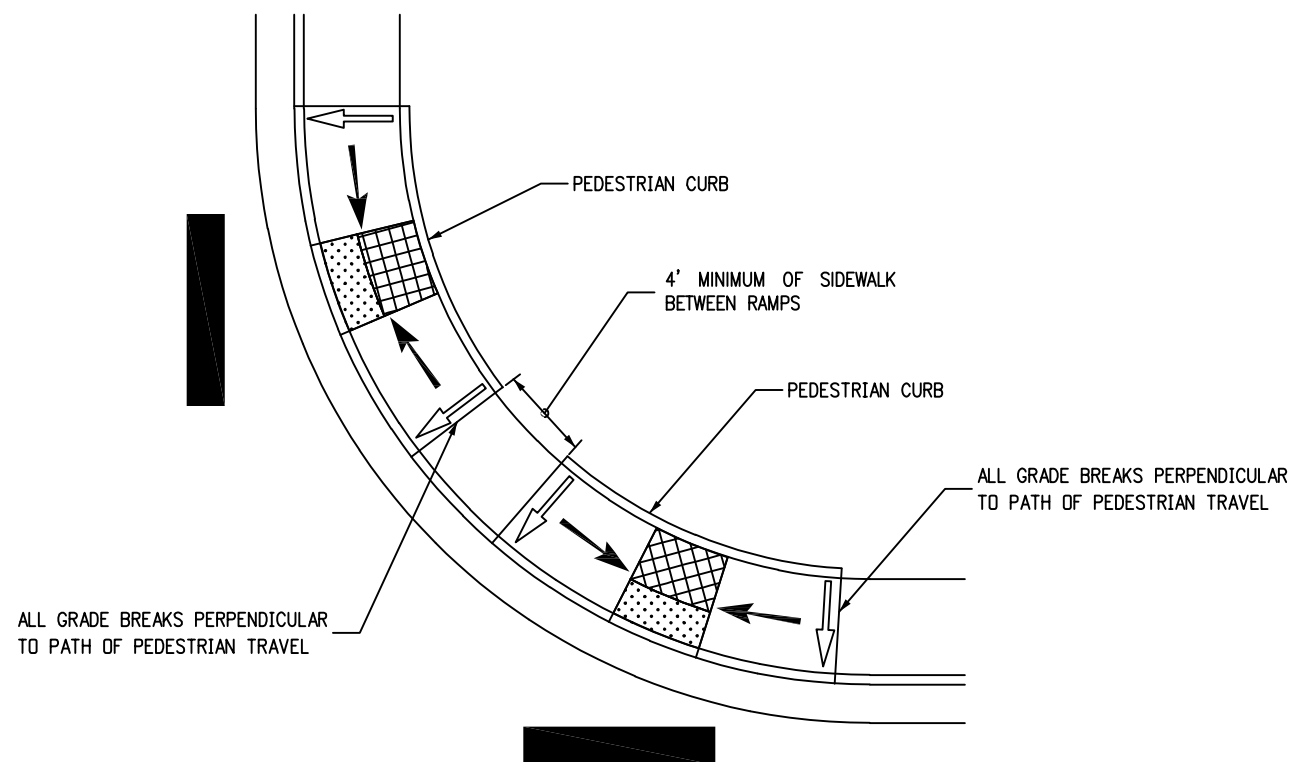 PEDESTRIAN CURB
4' MINIMUM OF SIDEWALK
BETWEEN RAMPS
PEDESTRIAN CURB
ALL GRADE BREAKS PERPENDICULAR
TO PATH OF PEDESTRIAN TRAVEL
ALL GRADE BREAKS PERPENDICULAR
TO PATH OF PEDESTRIAN TRAVEL